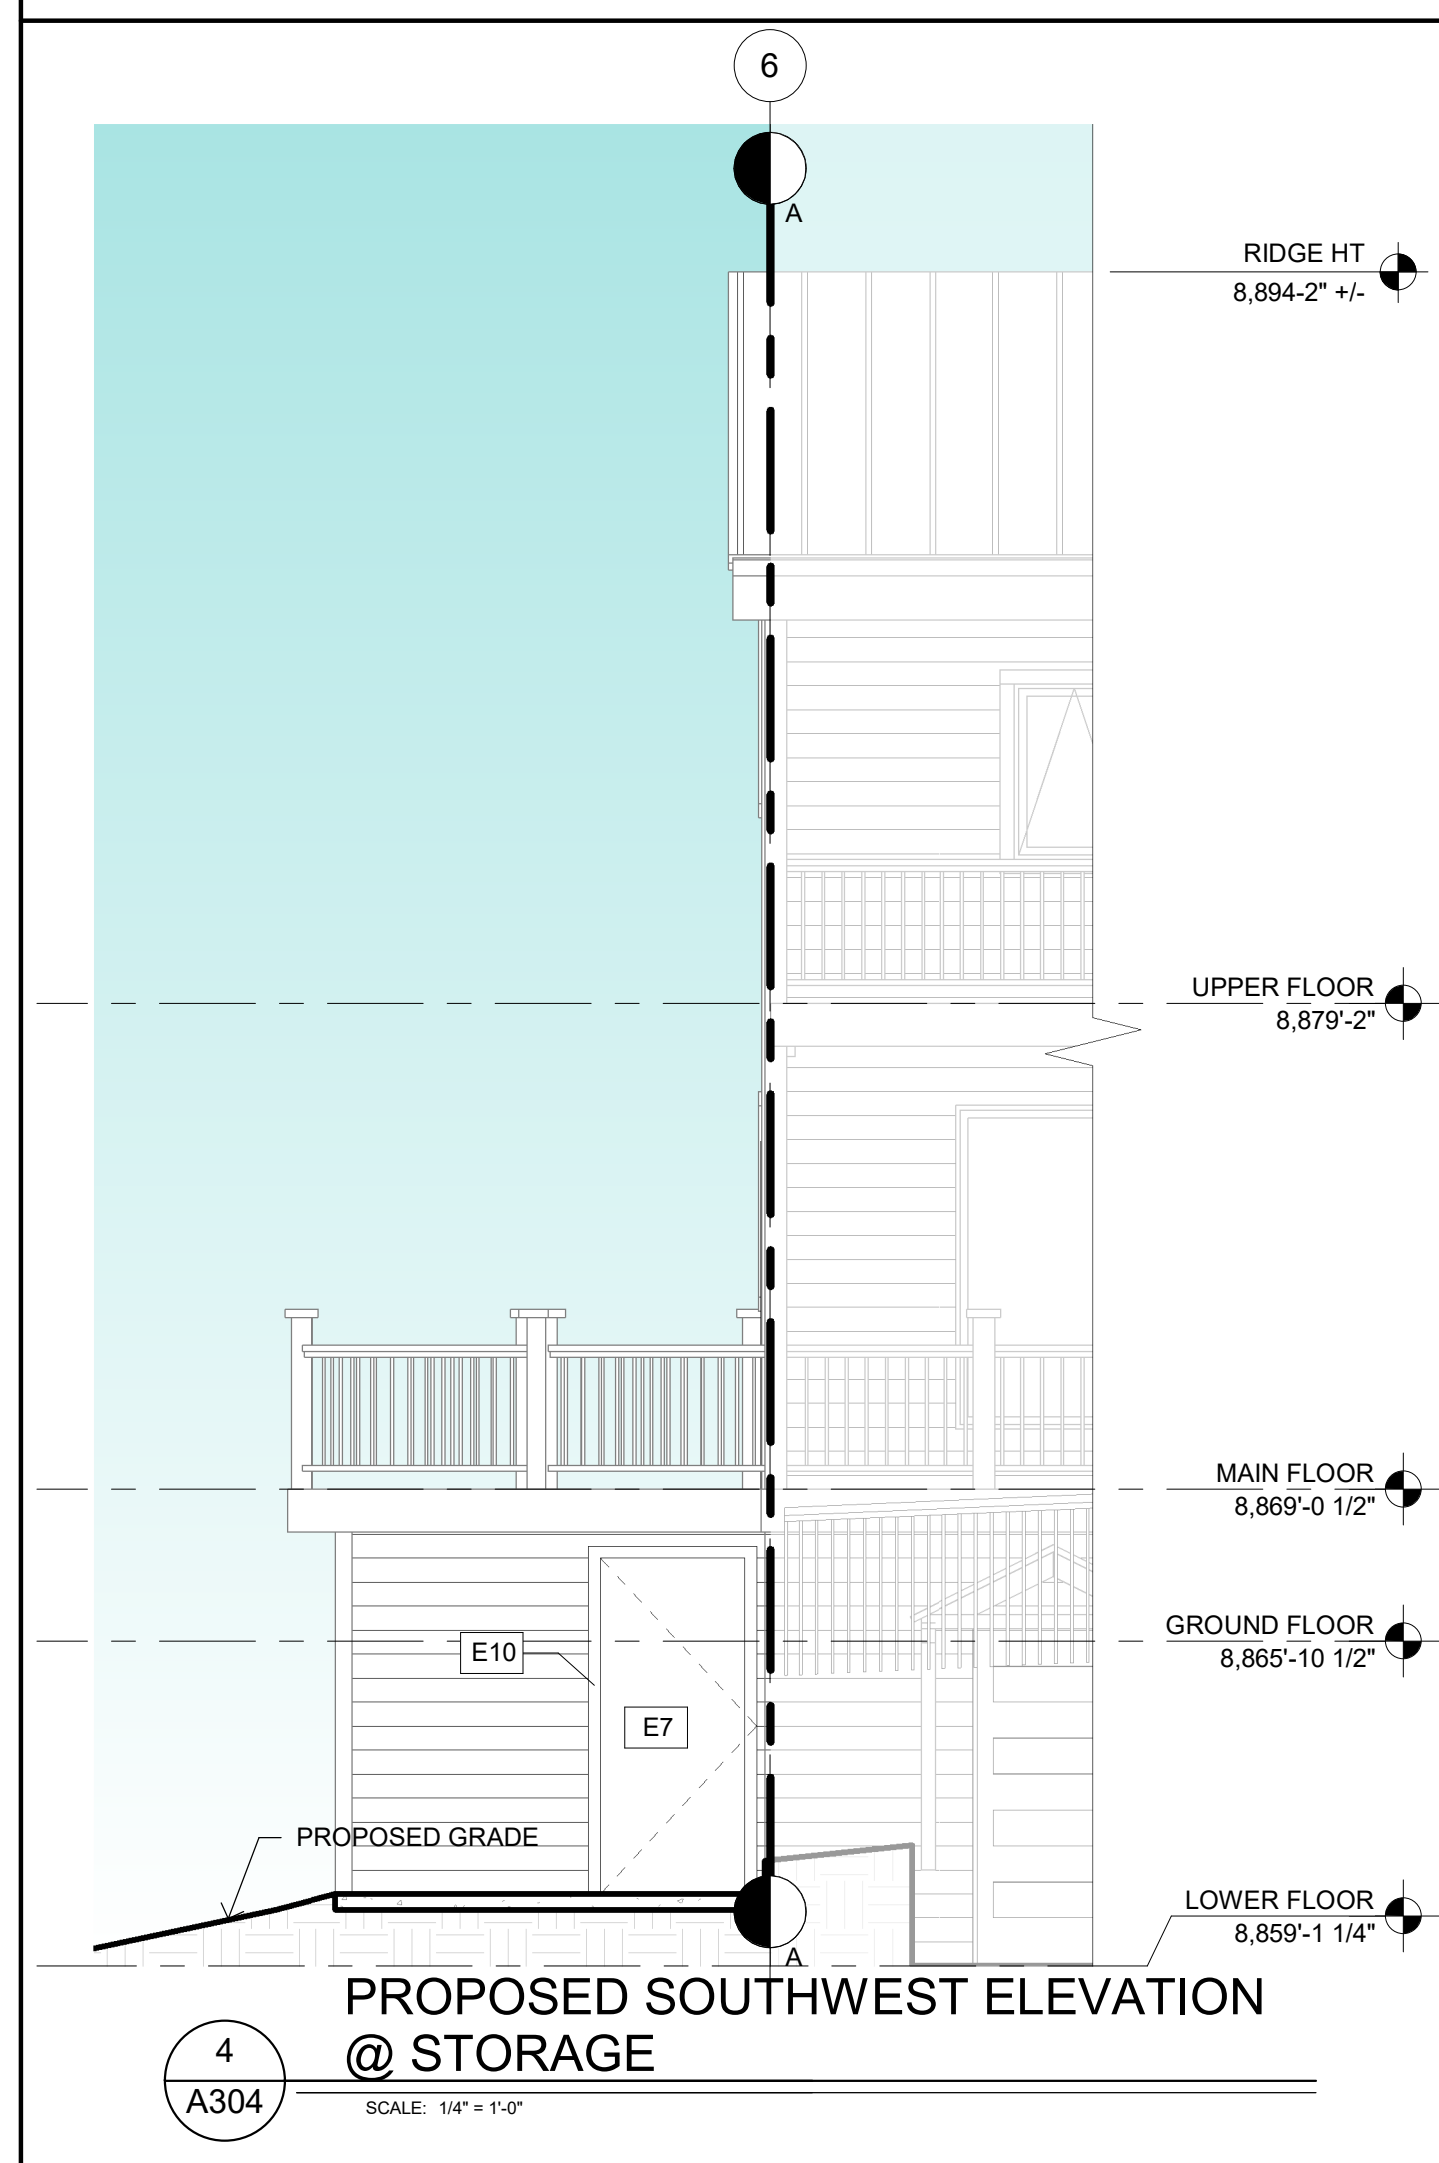 6
A
RIDGE HT
8,894-2" +/-
UPPER FLOOR
8,879'-2"
MAIN FLOOR
8,869'-0 1/2"
GROUND FLOOR
8,865'-10 1/2"
E10
E7
PROPOSED GRADE
LOWER FLOOR
8,859'-1 1/4"
A
PROPOSED SOUTHWEST ELEVATION
@ STORAGE
4
A304
SCALE: 1/4" = 1'-0"